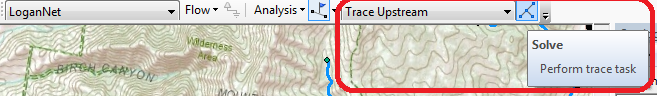 LoganNet Flow Analysis Trace Upstream
Wilderness Area
BIRCH CANYON
Solve
Perform trace task